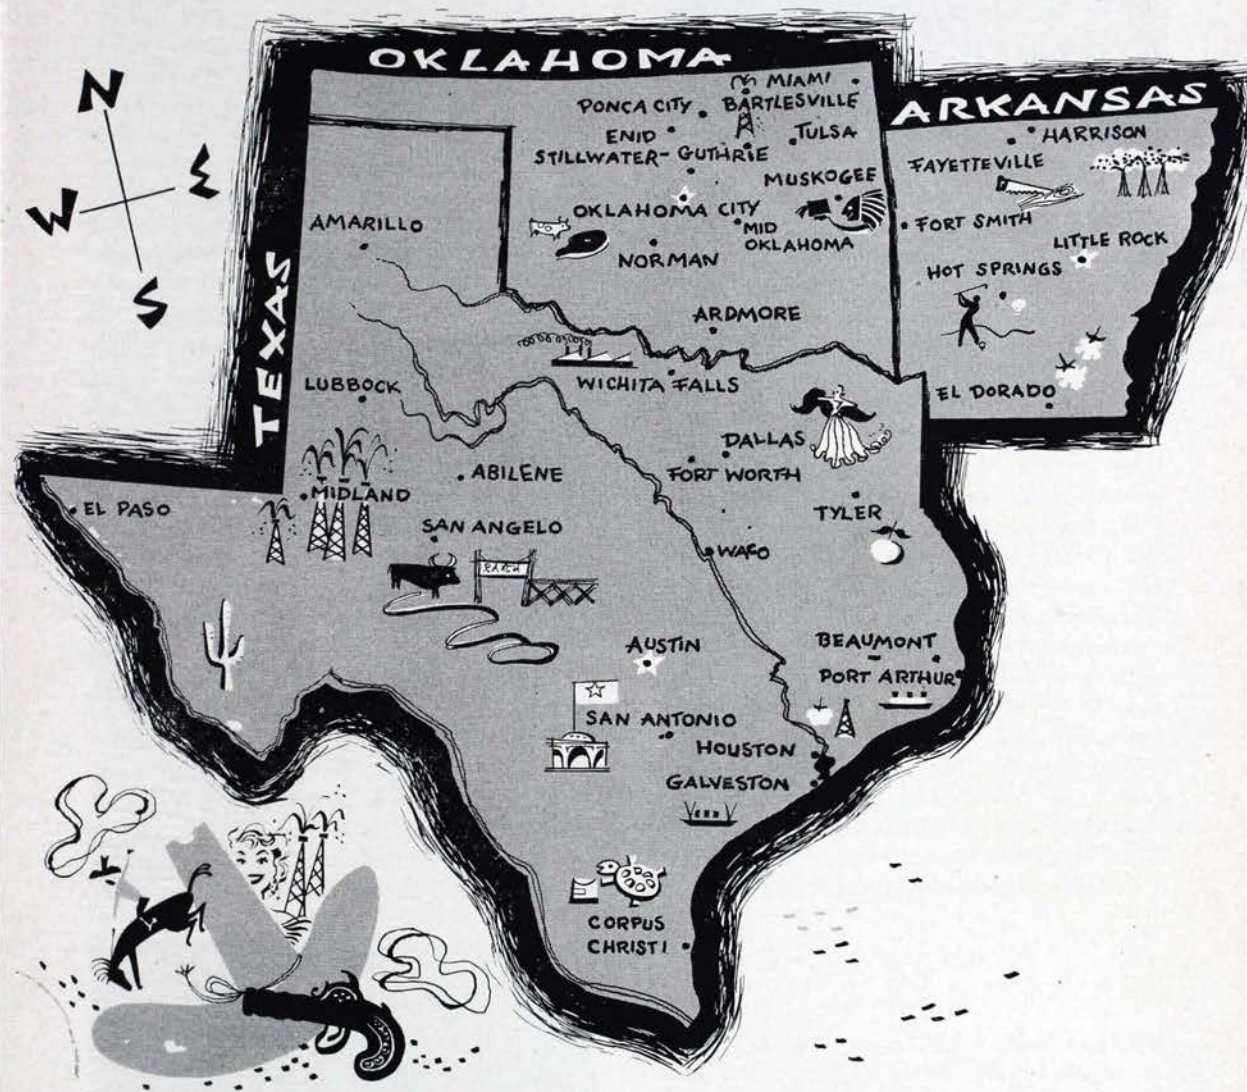 OKLAHOMA
ARKANSAS
TEXAS
N
E
W
S
MIAMI
PONCA CITY
BARTLESVILLE
ENID
TULSA
STILLWATER- GUTHRIE
MUSKOGEE
OKLAHOMA CITY
MID
OKLAHOMA
NORMAN
ARDMORE
HARRISON
FAYETTEVILLE
FORT SMITH
LITTLE ROCK
HOT SPRINGS
EL DORADO
AMARILLO
LUBBOCK
WICHITA FALLS
DALLAS
FORT WORTH
ABILENE
MIDLAND
EL PASO
SAN ANGELO
RANCH
TYLER
WACO
AUSTIN
BEAUMONT
PORT ARTHUR
SAN ANTONIO
HOUSTON
GALVESTON
CORPUS
CHRISTI